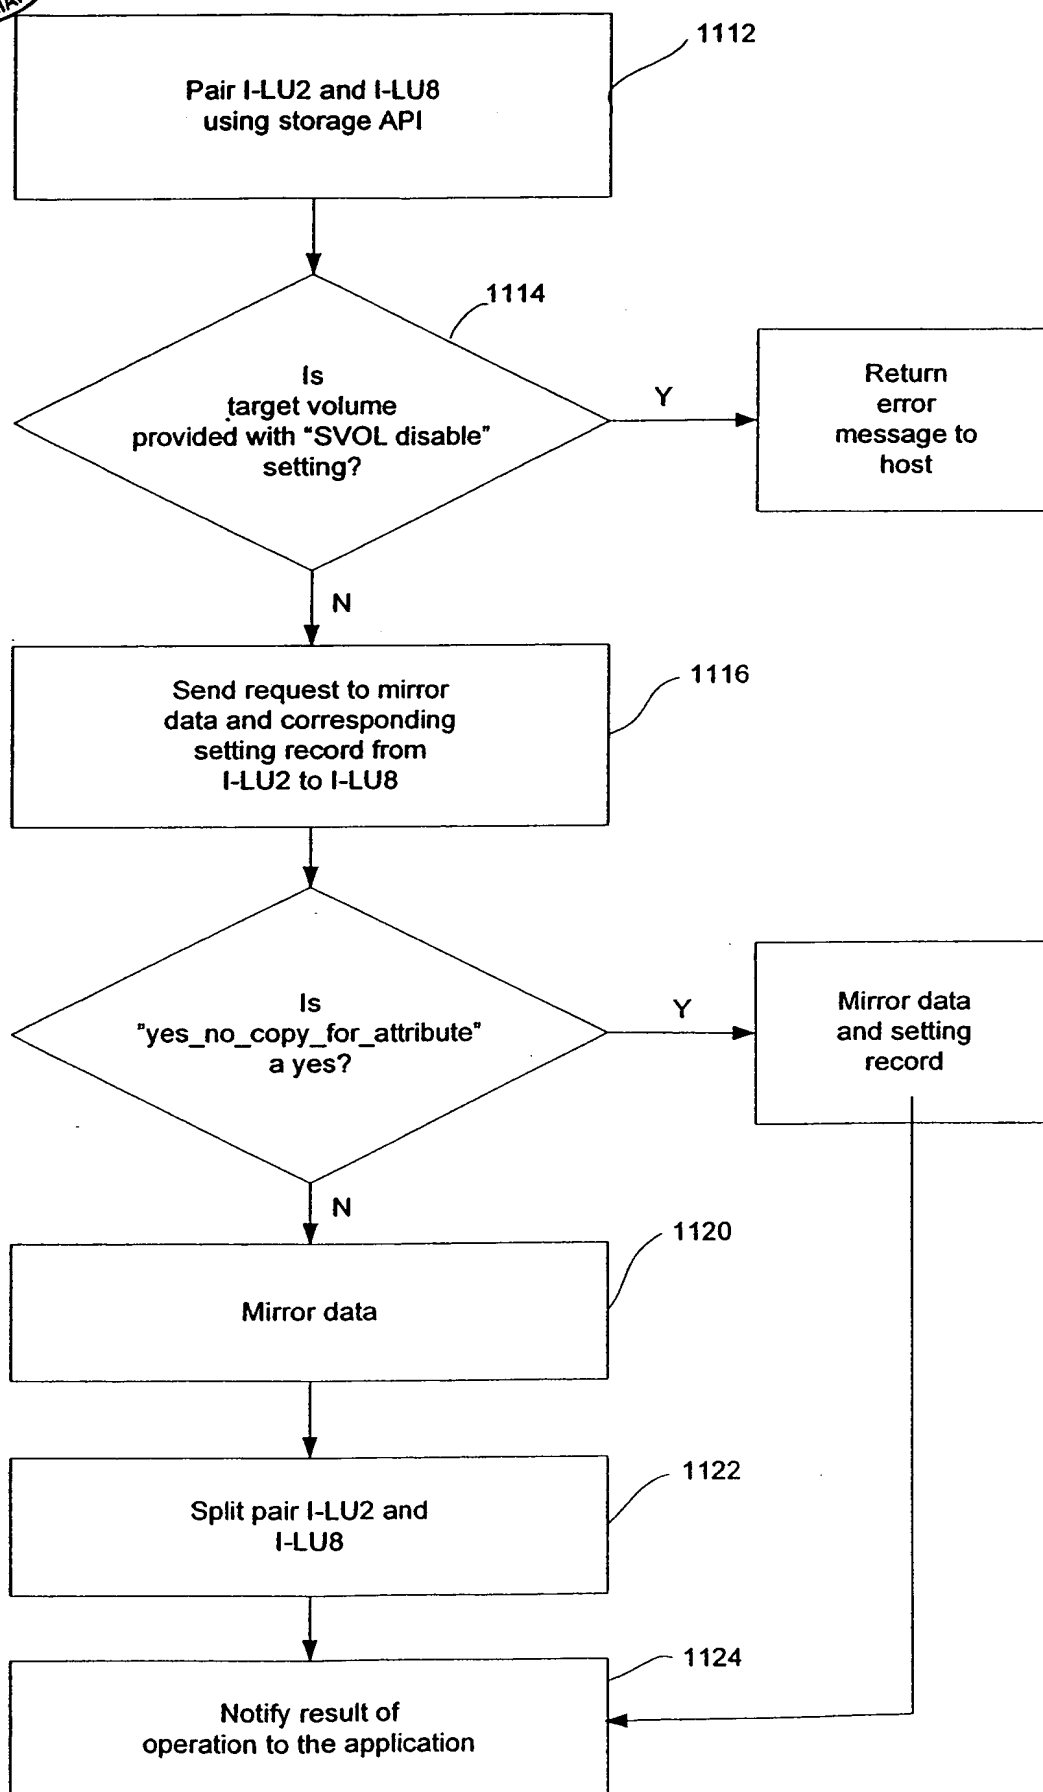 1112
Pair I-LU2 and I-LU8
using storage API
1114
Is
target volume
provided with "SVOL disable"
setting?
Y
Return
error
message to
host
N
1116
Send request to mirror
data and corresponding
setting record from
I-LU2 to I-LU8
Is
"yes_no_copy_for_attribute"
a yes?
Y
Mirror data
and setting
record
N
1120
Mirror data
1122
Split pair I-LU2 and
I-LU8
1124
Notify result of
operation to the application